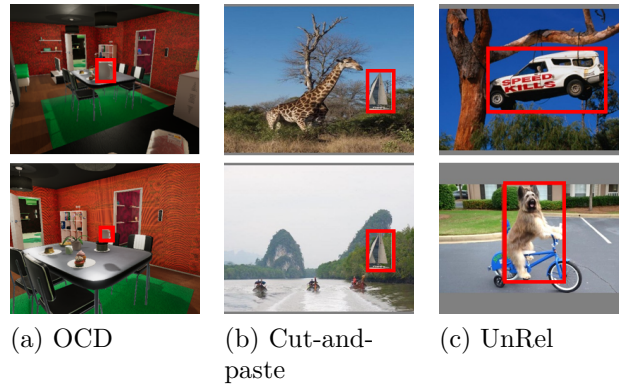 SPEED
KILLS
(a) OCD
(b) Cut-and-
paste
(c) UnRel